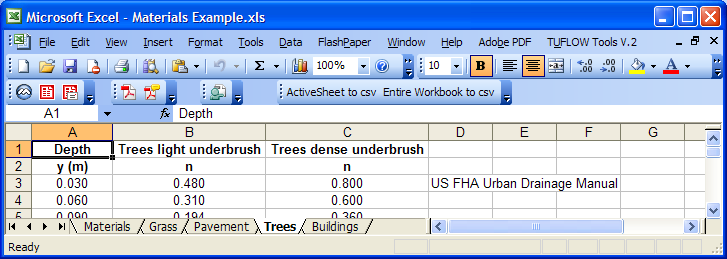 Microsoft Excel - Materials Example.xls
File Edit View Insert Format Tools Data FlashPaper Window Help Adobe PDF TUFLOW Tools V.2
Σ 100% 10 B
ActiveSheet to csv Entire Workbook to csv
A1 fx Depth
A B C D E F G
1 Depth Trees light underbrush Trees dense underbrush
2 y (m) n n
3 0.030 0.480 0.800 US FHA Urban Drainage Manual
4 0.060 0.310 0.600
5 0.090 0.194 0.360
Materials Grass Pavement Trees Buildings
Ready